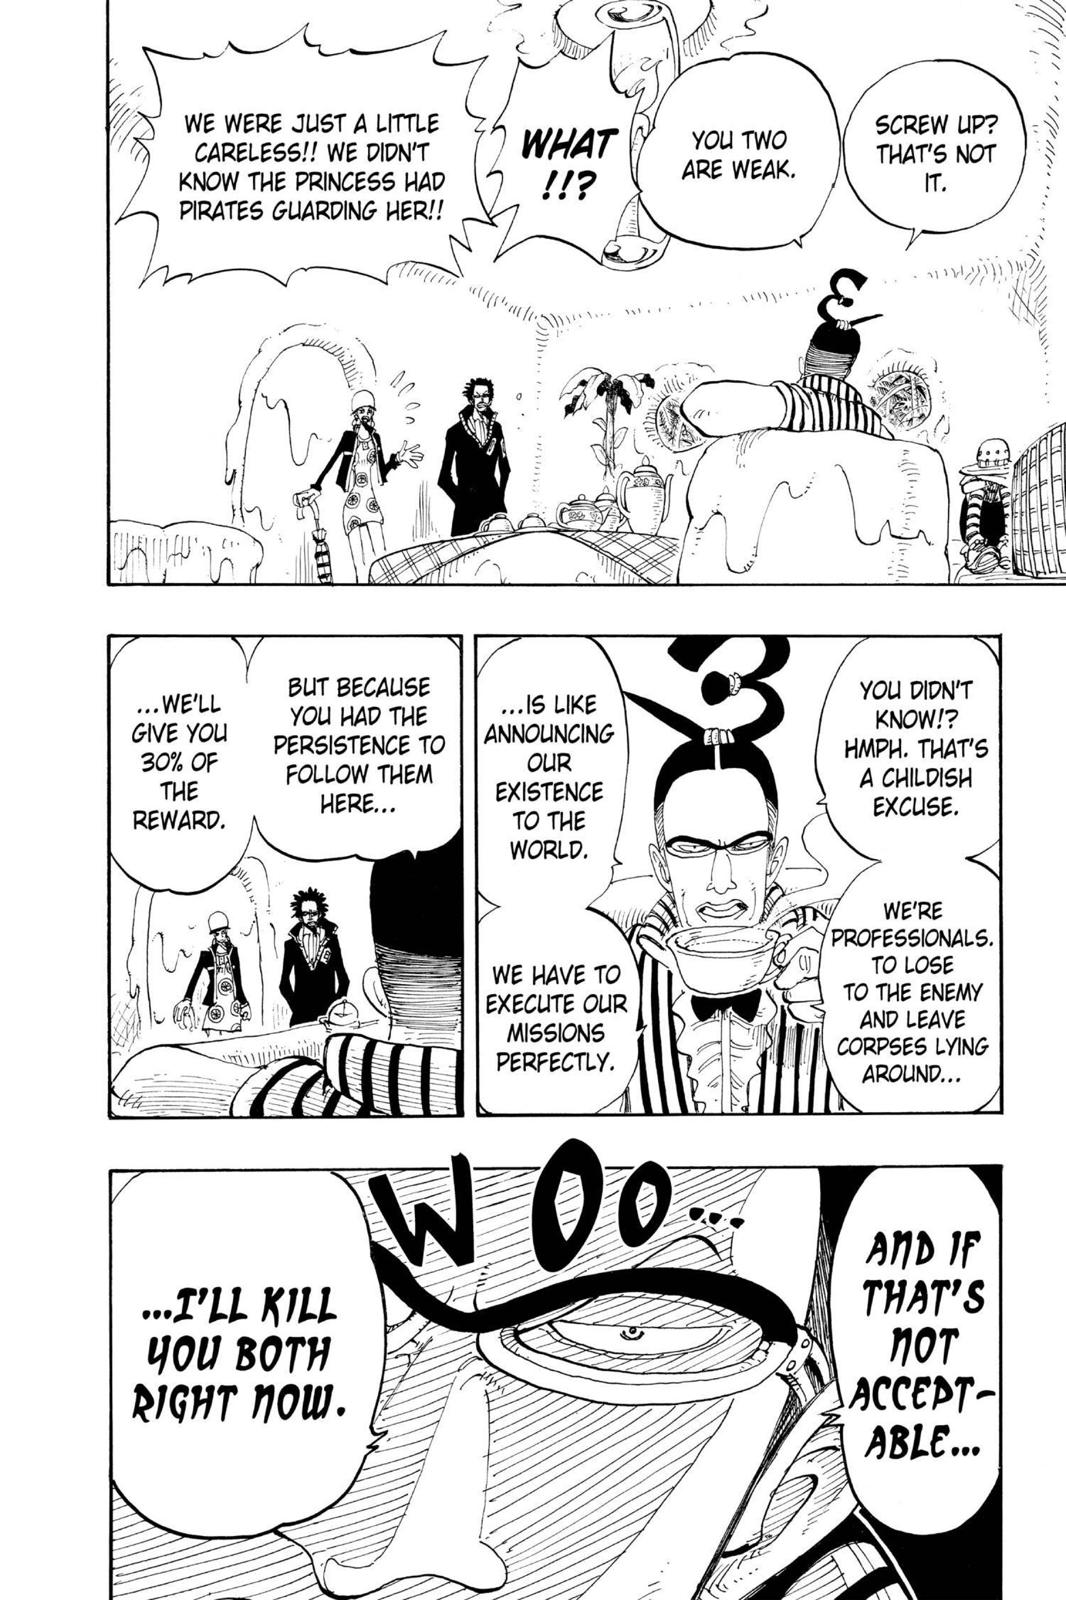 SCREW UP?
THAT'S NOT
IT.
YOU TWO
ARE WEAK.
WHAT
!!?
WE WERE JUST A LITTLE
CARELESS!! WE DIDN'T
KNOW THE PRINCESS HAD
PIRATES GUARDING HER!!
YOU DIDN'T
KNOW!?
HMPH. THAT'S
A CHILDISH
EXCUSE.
WE'RE
PROFESSIONALS.
TO LOSE
TO THE ENEMY
AND LEAVE
CORPSES LYING
AROUND...
...IS LIKE
ANNOUNCING
OUR
EXISTENCE
TO THE
WORLD.
WE HAVE TO
EXECUTE OUR
MISSIONS
PERFECTLY.
BUT BECAUSE
YOU HAD THE
PERSISTENCE TO
FOLLOW THEM
HERE...
...WE'LL
GIVE YOU
30% OF
THE
REWARD.
AND IF
THAT'S
NOT
ACCEPT-
ABLE...
WOO...
...I'LL KILL
YOU BOTH
RIGHT NOW.